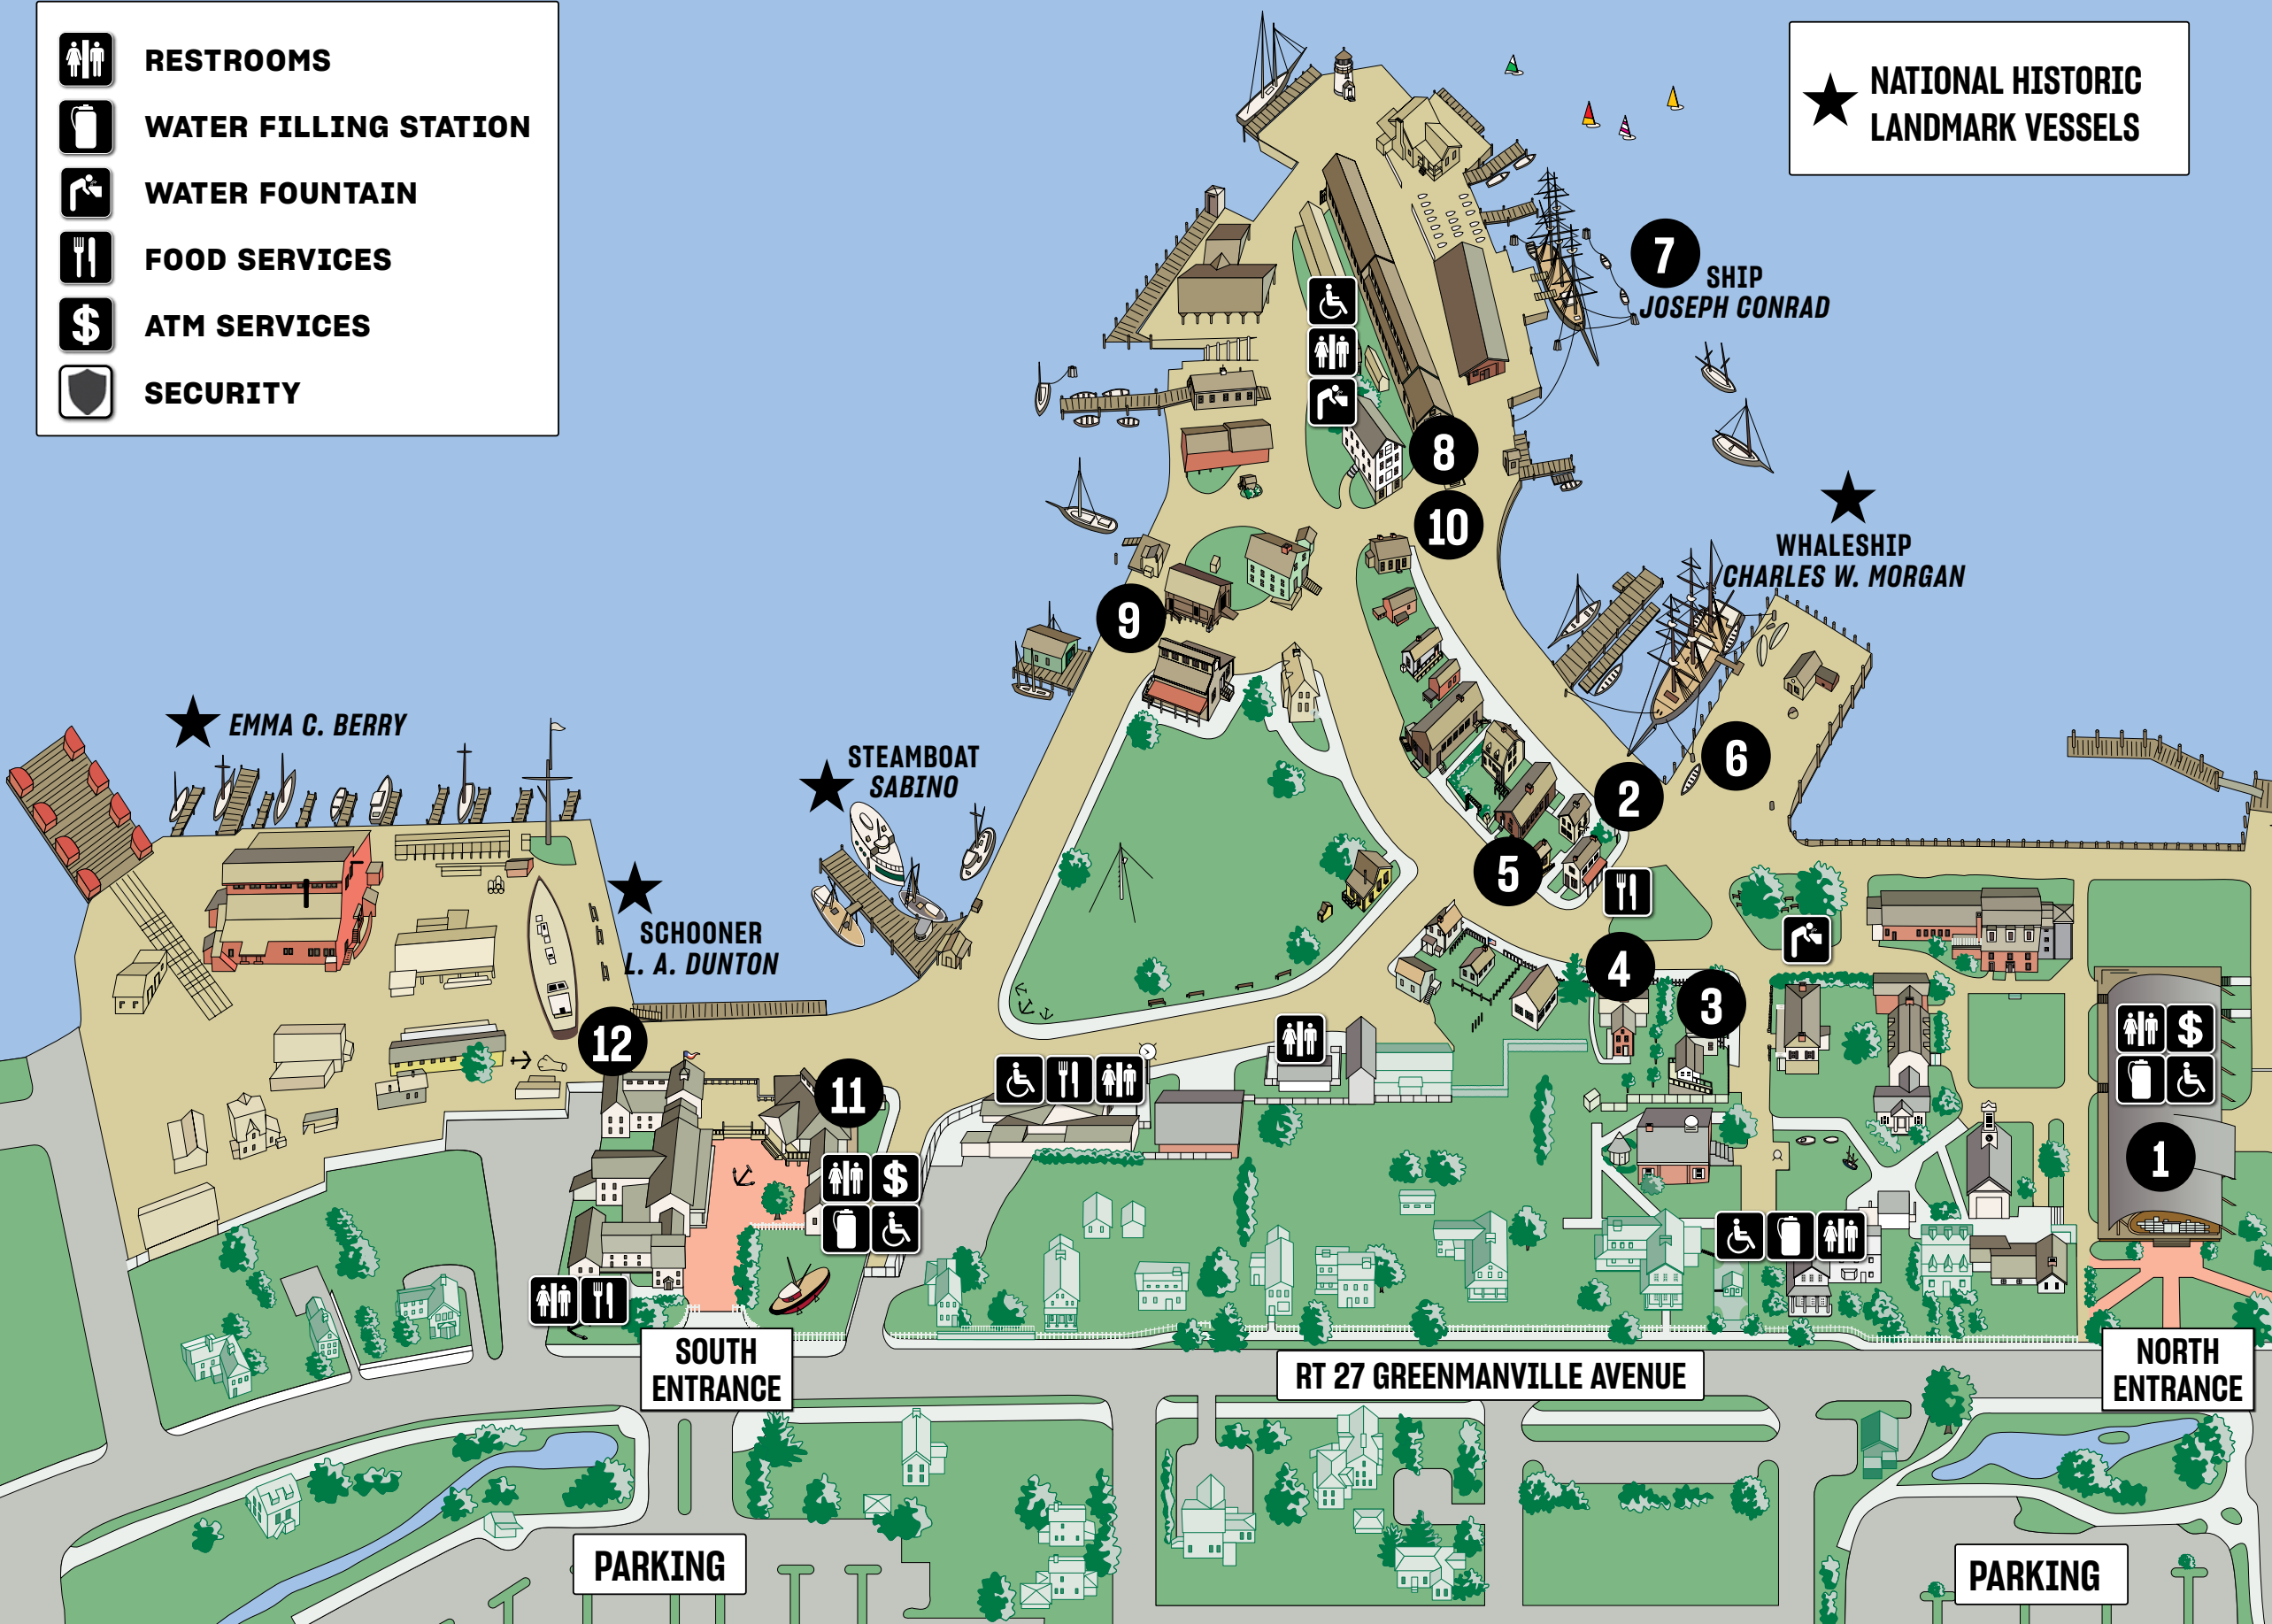 RESTROOMS
WATER FILLING STATION
WATER FOUNTAIN
FOOD SERVICES
$ ATM SERVICES
SECURITY
NATIONAL HISTORIC
LANDMARK VESSELS
7
SHIP
JOSEPH CONRAD
8
10
WHALESHIP
CHARLES W. MORGAN
9
EMMA C. BERRY
STEAMBOAT
SABINO
6
2
5
SCHOONER
L. A. DUNTON
4
3
12
11
$
1
$
SOUTH
ENTRANCE
RT 27 GREENMANVILLE AVENUE
NORTH
ENTRANCE
PARKING
PARKING